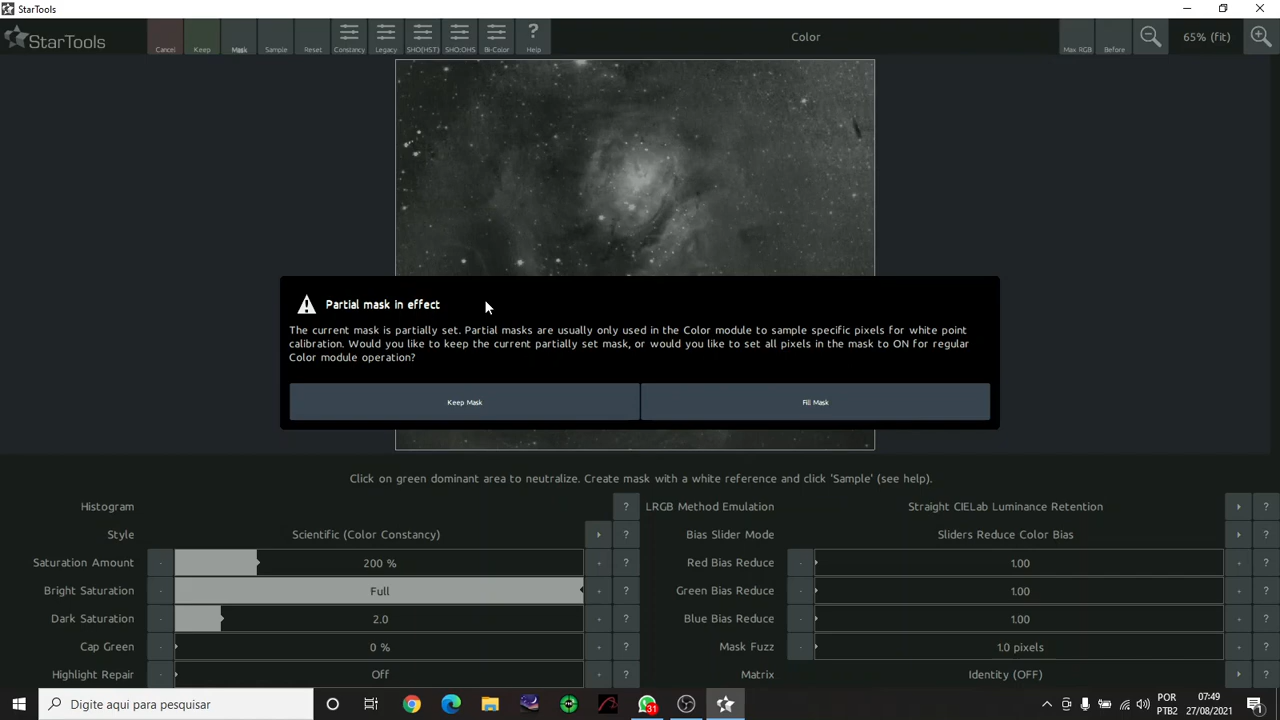 StarTools
StarTools
Cancel
Keep
Mask
Sample
Reset
Constancy
Legacy
SHO(HST)
SHO:OHS
Bi-Color
?
Help
Color
Max RGB
Before
65% (fit)
Partial mask in effect
The current mask is partially set. Partial masks are usually only used in the Color module to sample specific pixels for white point
calibration. Would you like to keep the current partially set mask, or would you like to set all pixels in the mask to ON for regular
Color module operation?
Keep Mask
Fill Mask
Click on green dominant area to neutralize. Create mask with a white reference and click 'Sample' (see help).
Histogram ? LRGB Method Emulation Straight CIELab Luminance Retention ?
Style Scientific (Color Constancy) ? Bias Slider Mode Sliders Reduce Color Bias ?
Saturation Amount - 200 % + ? Red Bias Reduce - 1.00 + ?
Bright Saturation - Full + ? Green Bias Reduce - 1.00 + ?
Dark Saturation - 2.0 + ? Blue Bias Reduce - 1.00 + ?
Cap Green - 0 % + ? Mask Fuzz - 1.0 pixels + ?
Highlight Repair - Off + ? Matrix Identity (OFF) ?
Digite aqui para pesquisar
31
POR
PTB2
07:49
27/08/2021
1